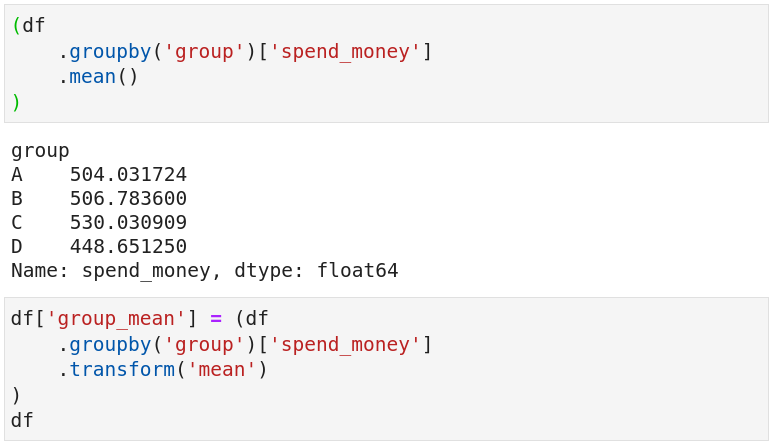 (df
    .groupby('group')['spend_money']
    .mean()
)
group
A    504.031724
B    506.783600
C    530.030909
D    448.651250
Name: spend_money, dtype: float64
df['group_mean'] = (df
    .groupby('group')['spend_money']
    .transform('mean')
)
df